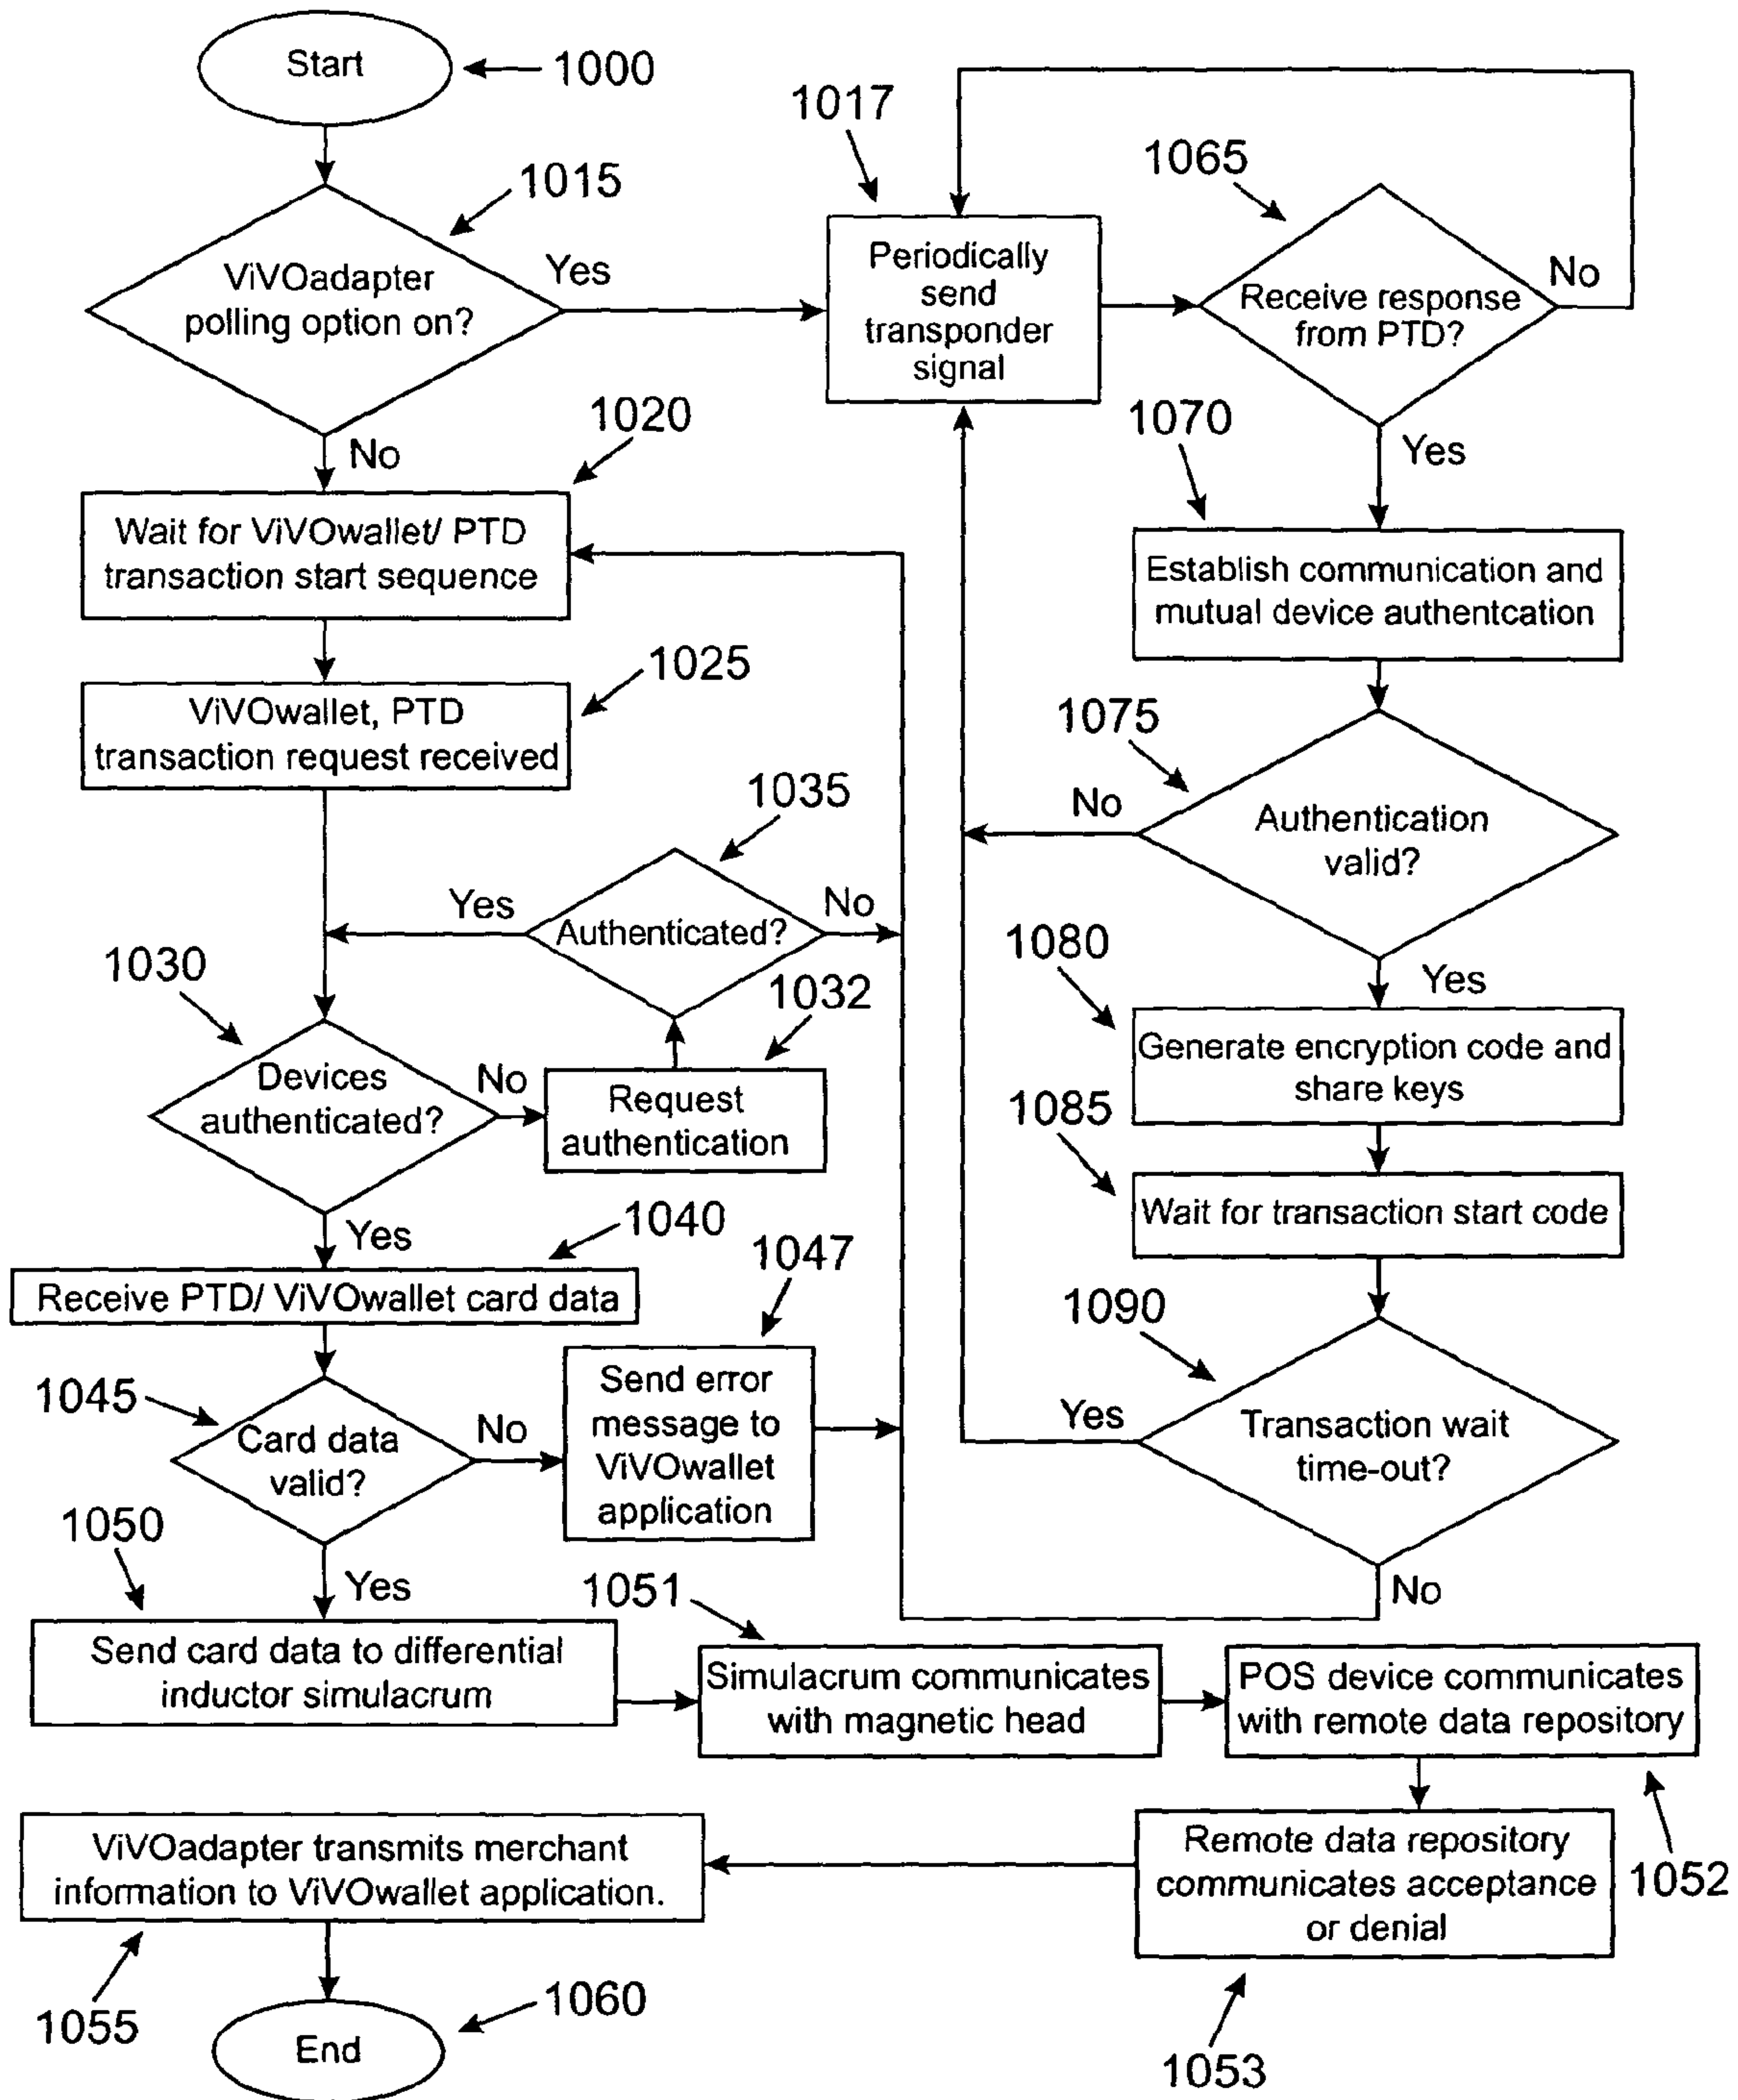 Start
1000
1015
ViVOadapter
polling option on?
Yes
No
1017
Periodically
send
transponder
signal
1065
Receive response
from PTD?
No
Yes
1020
Wait for ViVOwallet/ PTD
transaction start sequence
1025
ViVOwallet, PTD
transaction request received
1035
Authenticated?
Yes
No
1030
Devices
authenticated?
No
Yes
1032
Request
authentication
1040
Receive PTD/ ViVOwallet card data
1045
Card data
valid?
No
Yes
1047
Send error
message to
ViVOwallet
application
1070
Establish communication and
mutual device authentcation
1075
Authentication
valid?
No
Yes
1080
Generate encryption code and
share keys
1085
Wait for transaction start code
1090
Transaction wait
time-out?
Yes
No
1050
Send card data to differential
inductor simulacrum
1051
Simulacrum communicates
with magnetic head
POS device communicates
with remote data repository
1052
Remote data repository
communicates acceptance
or denial
1053
ViVOadapter transmits merchant
information to ViVOwallet application.
1055
End
1060